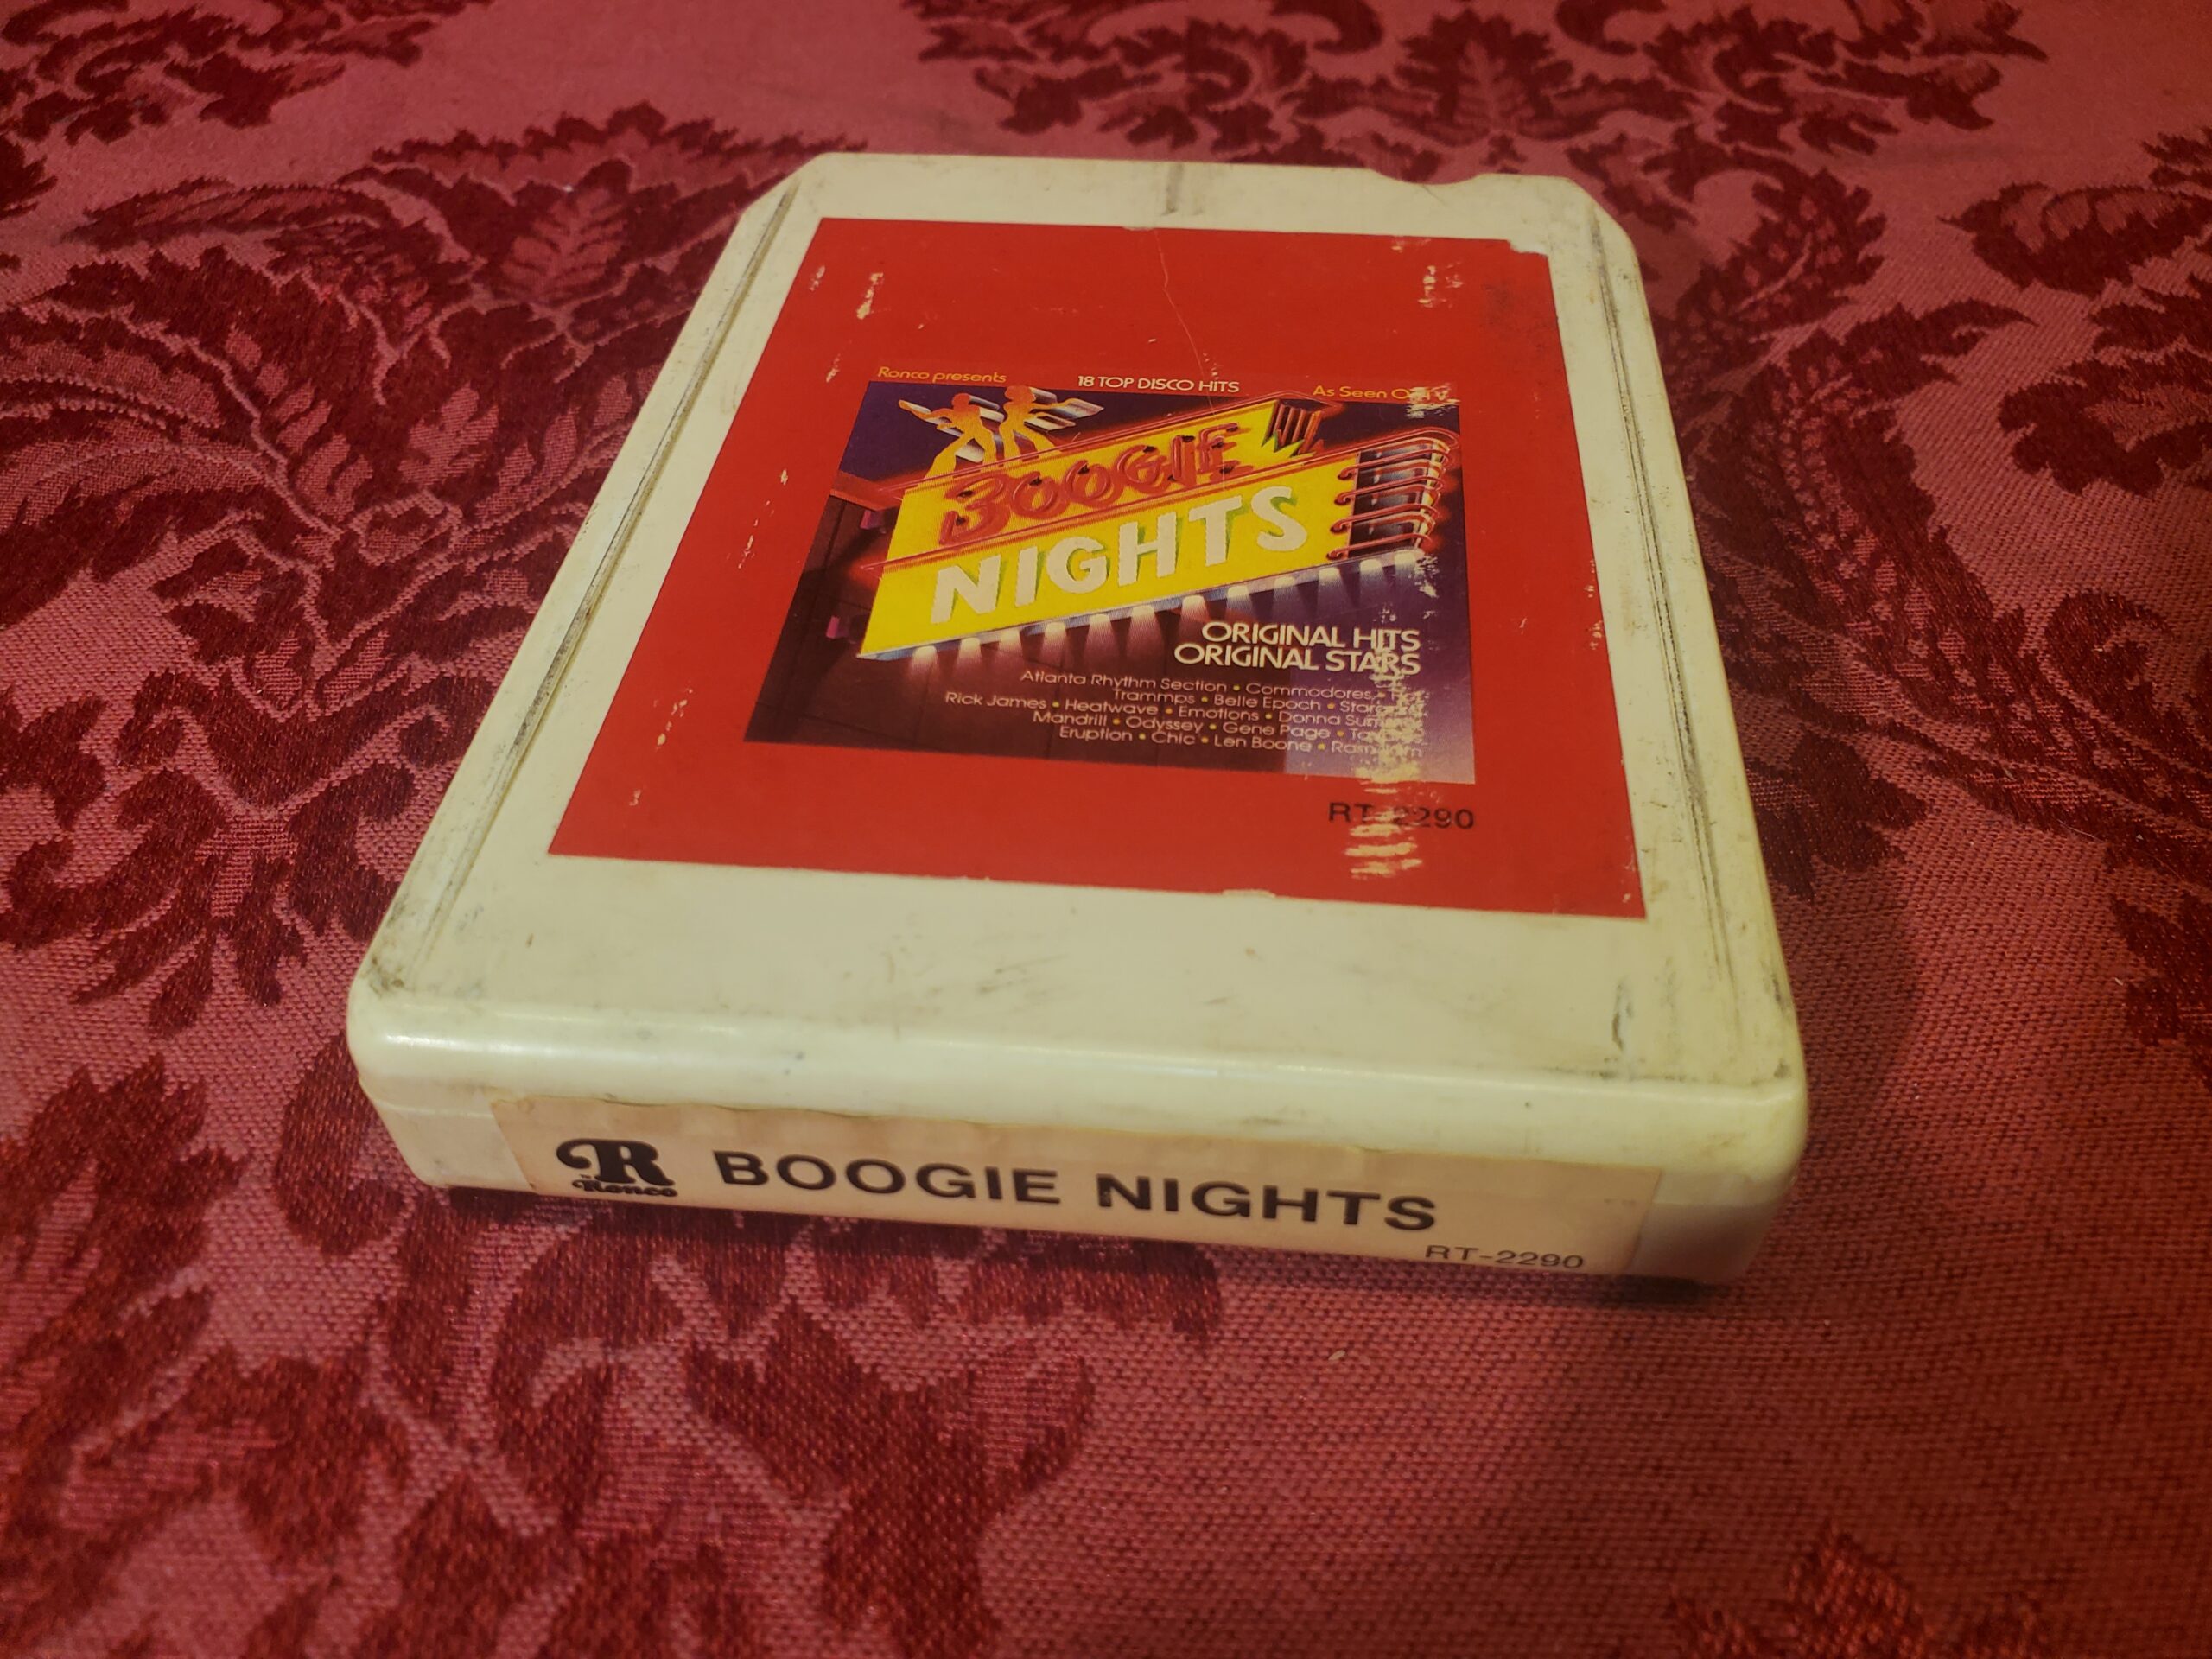 Ronco presents 18 TOP DISCO HITS As Seen
BOOGIE
NIGHTS
ORIGINAL HITS
ORIGINAL STARS
Atlanta Rhythm Section • Commodores
Trammps • Belle Epoch •
Rick James • Heatwave • Emotions • Donna
Mandrill • Odyssey • Gene Page •
Eruption • Chic • Len Boone •
RT-2290
R
Ronco
BOOGIE NIGHTS
RT-2290